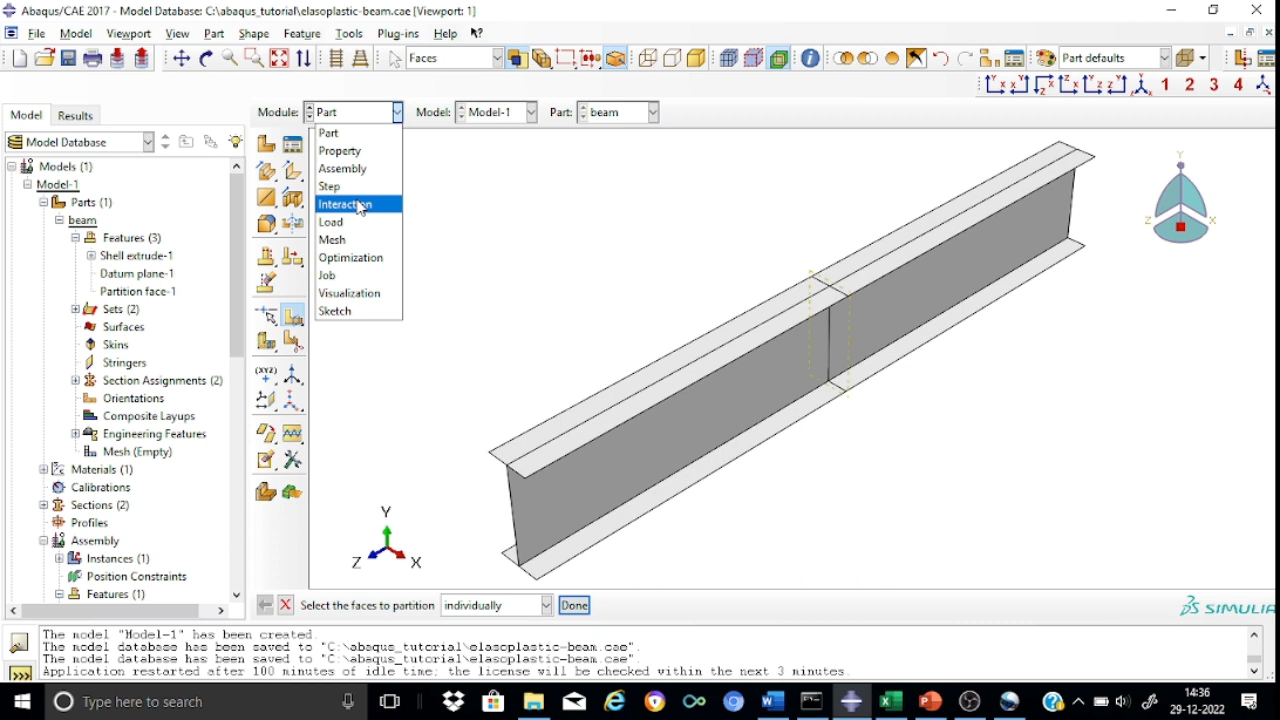 Abaqus/CAE 2017 - Model Database: C:\abaqus_tutorial\elasoplastic-beam.cae [Viewport: 1]
File Model Viewport View Part Shape Feature Tools Plug-ins Help
Faces Part defaults
1 2 3 4
Model Results Module: Part Model: Model-1 Part: beam
Model Database
Part
Property
Assembly
Step
Interaction
Load
Mesh
Optimization
Job
Visualization
Sketch
Models (1)
Model-1
Parts (1)
beam
Features (3)
Shell extrude-1
Datum plane-1
Partition face-1
Sets (2)
Surfaces
Skins
Stringers
Section Assignments (2)
Orientations
Composite Layups
Engineering Features
Mesh (Empty)
Materials (1)
Calibrations
Sections (2)
Profiles
Assembly
Instances (1)
Position Constraints
Features (1)
(XYZ)
Y
Z X
Y
Z X
Select the faces to partition individually Done
SIMULIA
The model "Model-1" has been created.
The model database has been saved to "C:\abaqus_tutorial\elasoplastic-beam.cae".
The model database has been saved to "C:\abaqus_tutorial\elasoplastic-beam.cae".
Application restarted after 100 minutes of idle time; the license will be checked within the next 3 minutes.
>>>
Type here to search
14:36
29-12-2022